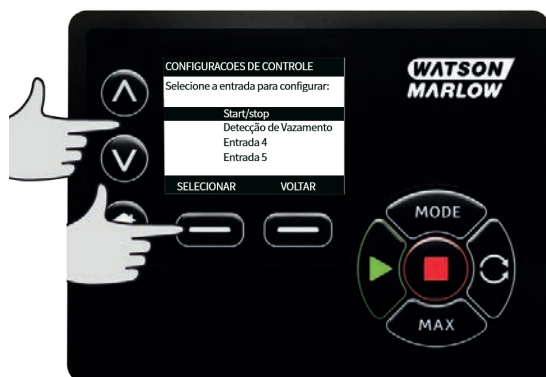 CONFIGURACOES DE CONTROLE
Selecione a entrada para configurar:
Start/stop
Detecção de Vazamento
Entrada 4
Entrada 5
SELECIONAR VOLTAR
WATSON
MARLOW
MODE
MAX